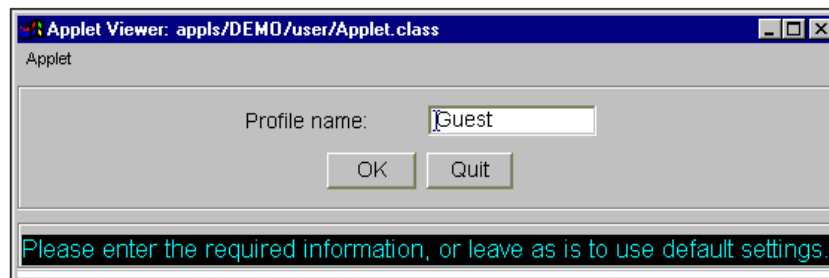 Applet Viewer: appls/DEMO/user/Applet.class
Applet
Profile name: Guest
OK Quit
Please enter the required information, or leave as is to use default settings.